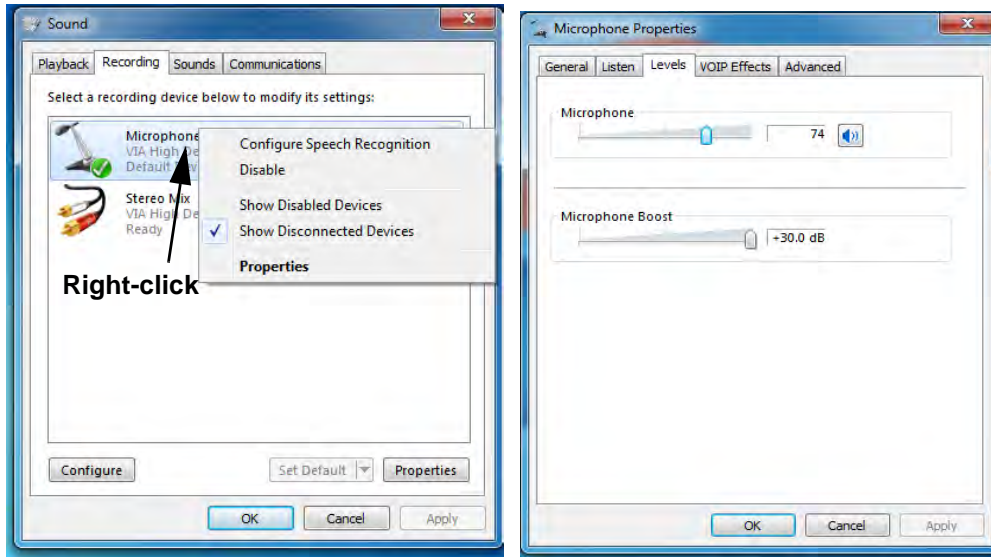 Sound
Playback Recording Sounds Communications
Select a recording device below to modify its settings:
Microphone
VIA High De
Default Dev
Stereo Mix
VIA High De
Ready
Configure Speech Recognition
Disable
Show Disabled Devices
Show Disconnected Devices
Properties
Right-click
Configure Set Default Properties
OK Cancel Apply
Microphone Properties
General Listen Levels VOIP Effects Advanced
Microphone
74
Microphone Boost
+30.0 dB
OK Cancel Apply